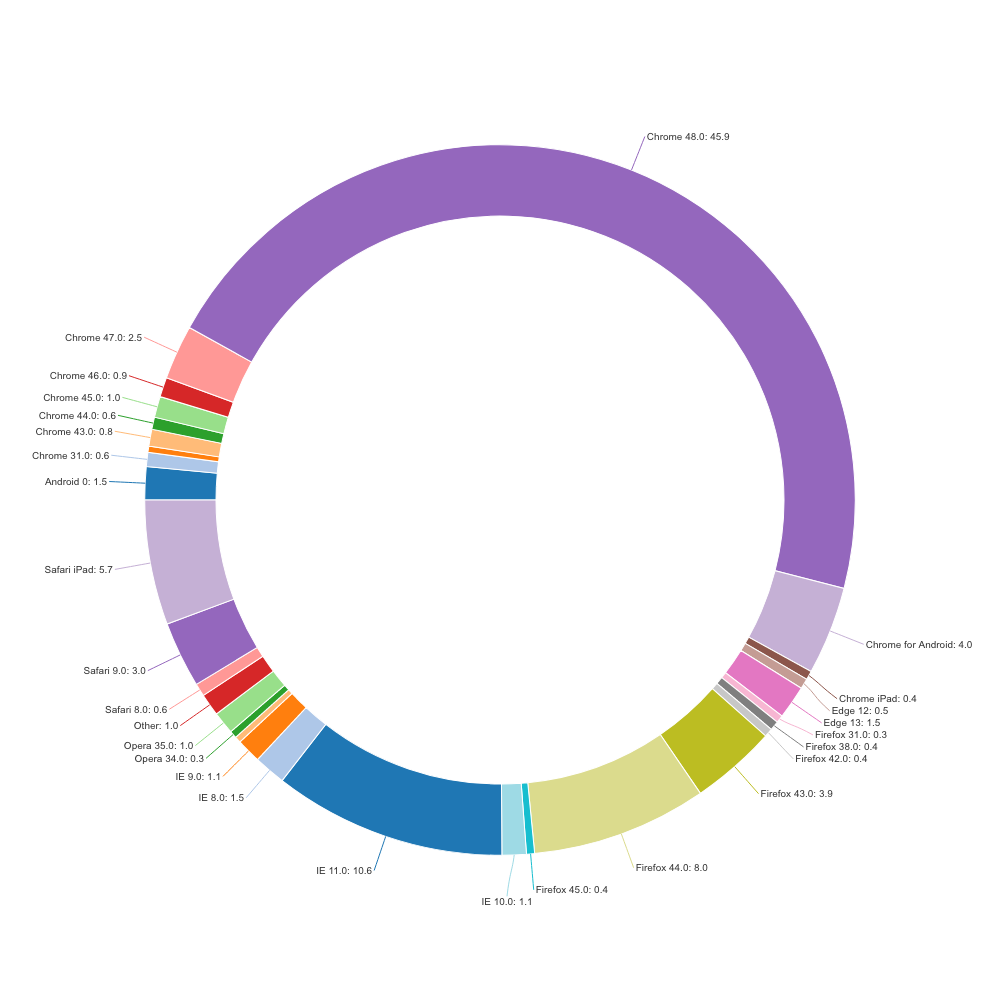 Chrome 48.0: 45.9
Chrome 47.0: 2.5
Chrome 46.0: 0.9
Chrome 45.0: 1.0
Chrome 44.0: 0.6
Chrome 43.0: 0.8
Chrome 31.0: 0.6
Android 0: 1.5
Safari iPad: 5.7
Chrome for Android: 4.0
Safari 9.0: 3.0
Chrome iPad: 0.4
Safari 8.0: 0.6
Edge 12: 0.5
Other: 1.0
Edge 13: 1.5
Firefox 31.0: 0.3
Opera 35.0: 1.0
Firefox 38.0: 0.4
Opera 34.0: 0.3
Firefox 42.0: 0.4
IE 9.0: 1.1
Firefox 43.0: 3.9
IE 8.0: 1.5
Firefox 44.0: 8.0
IE 11.0: 10.6
Firefox 45.0: 0.4
IE 10.0: 1.1